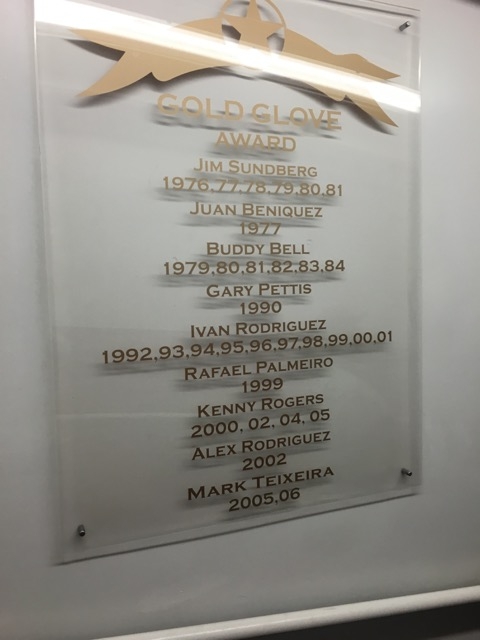 GOLD GLOVE
AWARD
JIM SUNDBERG
1976,77,78,79,80,81
JUAN BENIQUEZ
1977
BUDDY BELL
1979,80,81,82,83,84
GARY PETTIS
1990
IVAN RODRIGUEZ
1992,93,94,95,96,97,98,99,00,01
RAFAEL PALMEIRO
1999
KENNY ROGERS
2000, 02, 04, 05
ALEX RODRIGUEZ
2002
MARK TEIXEIRA
2005,06